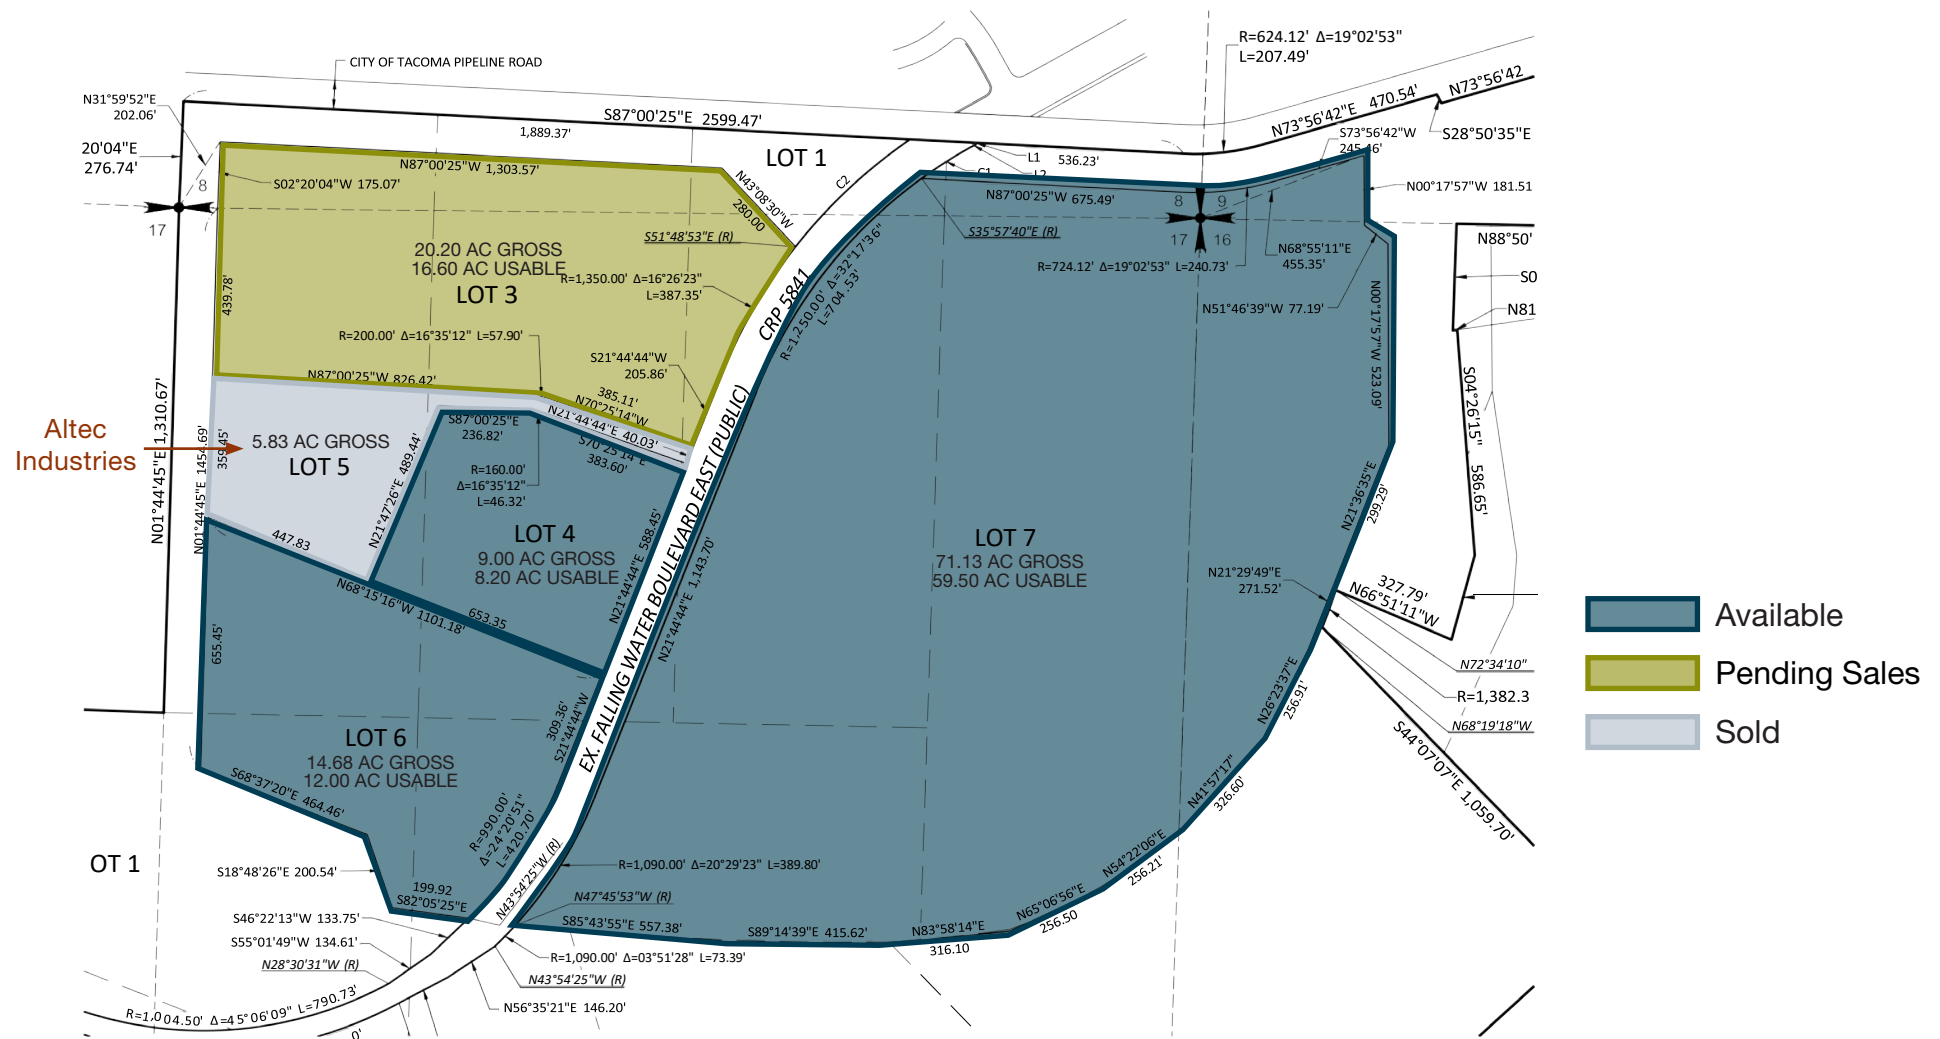 R=624.12' Δ=19°02'53"
L=207.49'
CITY OF TACOMA PIPELINE ROAD
N31°59'52"E
202.06'
S87°00'25"E 2599.47'
1,889.37'
N73°56'42"E 470.54'
N73°56'42
S28°50'35"E
S73°56'42"W
245.46'
20'04"E
276.74'
LOT 1
L1
536.23'
C1
L2
C2
N87°00'25"W 1,303.57'
S02°20'04"W 175.07'
N43°08'30"W
280.00
N87°00'25"W 675.49'
N00°17'57"W 181.51
8
17
8
9
17
16
S51°48'53"E (R)
S35°57'40"E (R)
20.20 AC GROSS
16.60 AC USABLE
LOT 3
R=1,350.00' Δ=16°26'23"
L=387.35'
R=724.12' Δ=19°02'53" L=240.73'
N68°55'11"E
455.35'
N51°46'39"W 77.19'
N88°50'
S0
N81
439.78'
CRP 5841
R=1,250.00' Δ=32°17'36"
L=704.53'
N00°17'57"W 523.09'
R=200.00' Δ=16°35'12" L=57.90'
S21°44'44"W
205.86'
N87°00'25"W 826.42'
385.11'
N70°25'14"W
N21°44'44"E 40.03'
S87°00'25"E
236.82'
S70°25'14"E
383.60'
S04°26'15" 586.65'
Altec
Industries
N01°44'45"E 1,310.67'
N01°44'45"E 1454.69'
359.45'
5.83 AC GROSS
LOT 5
N21°47'26"E 489.44'
R=160.00'
Δ=16°35'12"
L=46.32'
447.83
LOT 4
9.00 AC GROSS
8.20 AC USABLE
N21°44'44"E 588.45'
EX. FALLING WATER BOULEVARD EAST (PUBLIC)
N21°44'44"E 1,143.70'
LOT 7
71.13 AC GROSS
59.50 AC USABLE
N21°36'35"E
299.29'
N21°29'49"E
271.52'
327.79'
N66°51'11"W
N68°15'16"W 1101.18'
653.35
655.45'
N72°34'10"
R=1,382.3
N68°19'18"W
S44°07'07"E 1,059.70'
Available
Pending Sales
Sold
N26°23'37"E
256.91'
309.36'
S21°44'44"W
LOT 6
14.68 AC GROSS
12.00 AC USABLE
S68°37'20"E 464.46'
R=990.00'
Δ=24°20'51"
L=420.70'
N41°57'17"
326.60'
OT 1
S18°48'26"E 200.54'
199.92
S82°05'25"E
N43°54'25"W (R)
R=1,090.00' Δ=20°29'23" L=389.80'
N47°45'53"W (R)
N54°22'06"E
256.21'
N65°06'56"E
256.50
S46°22'13"W 133.75'
S55°01'49"W 134.61'
N28°30'31"W (R)
S85°43'55"E 557.38'
S89°14'39"E 415.62'
N83°58'14"E
316.10
R=1,090.00' Δ=03°51'28" L=73.39'
N43°54'25"W (R)
N56°35'21"E 146.20'
R=1,004.50' Δ=45°06'09" L=790.73'
0'